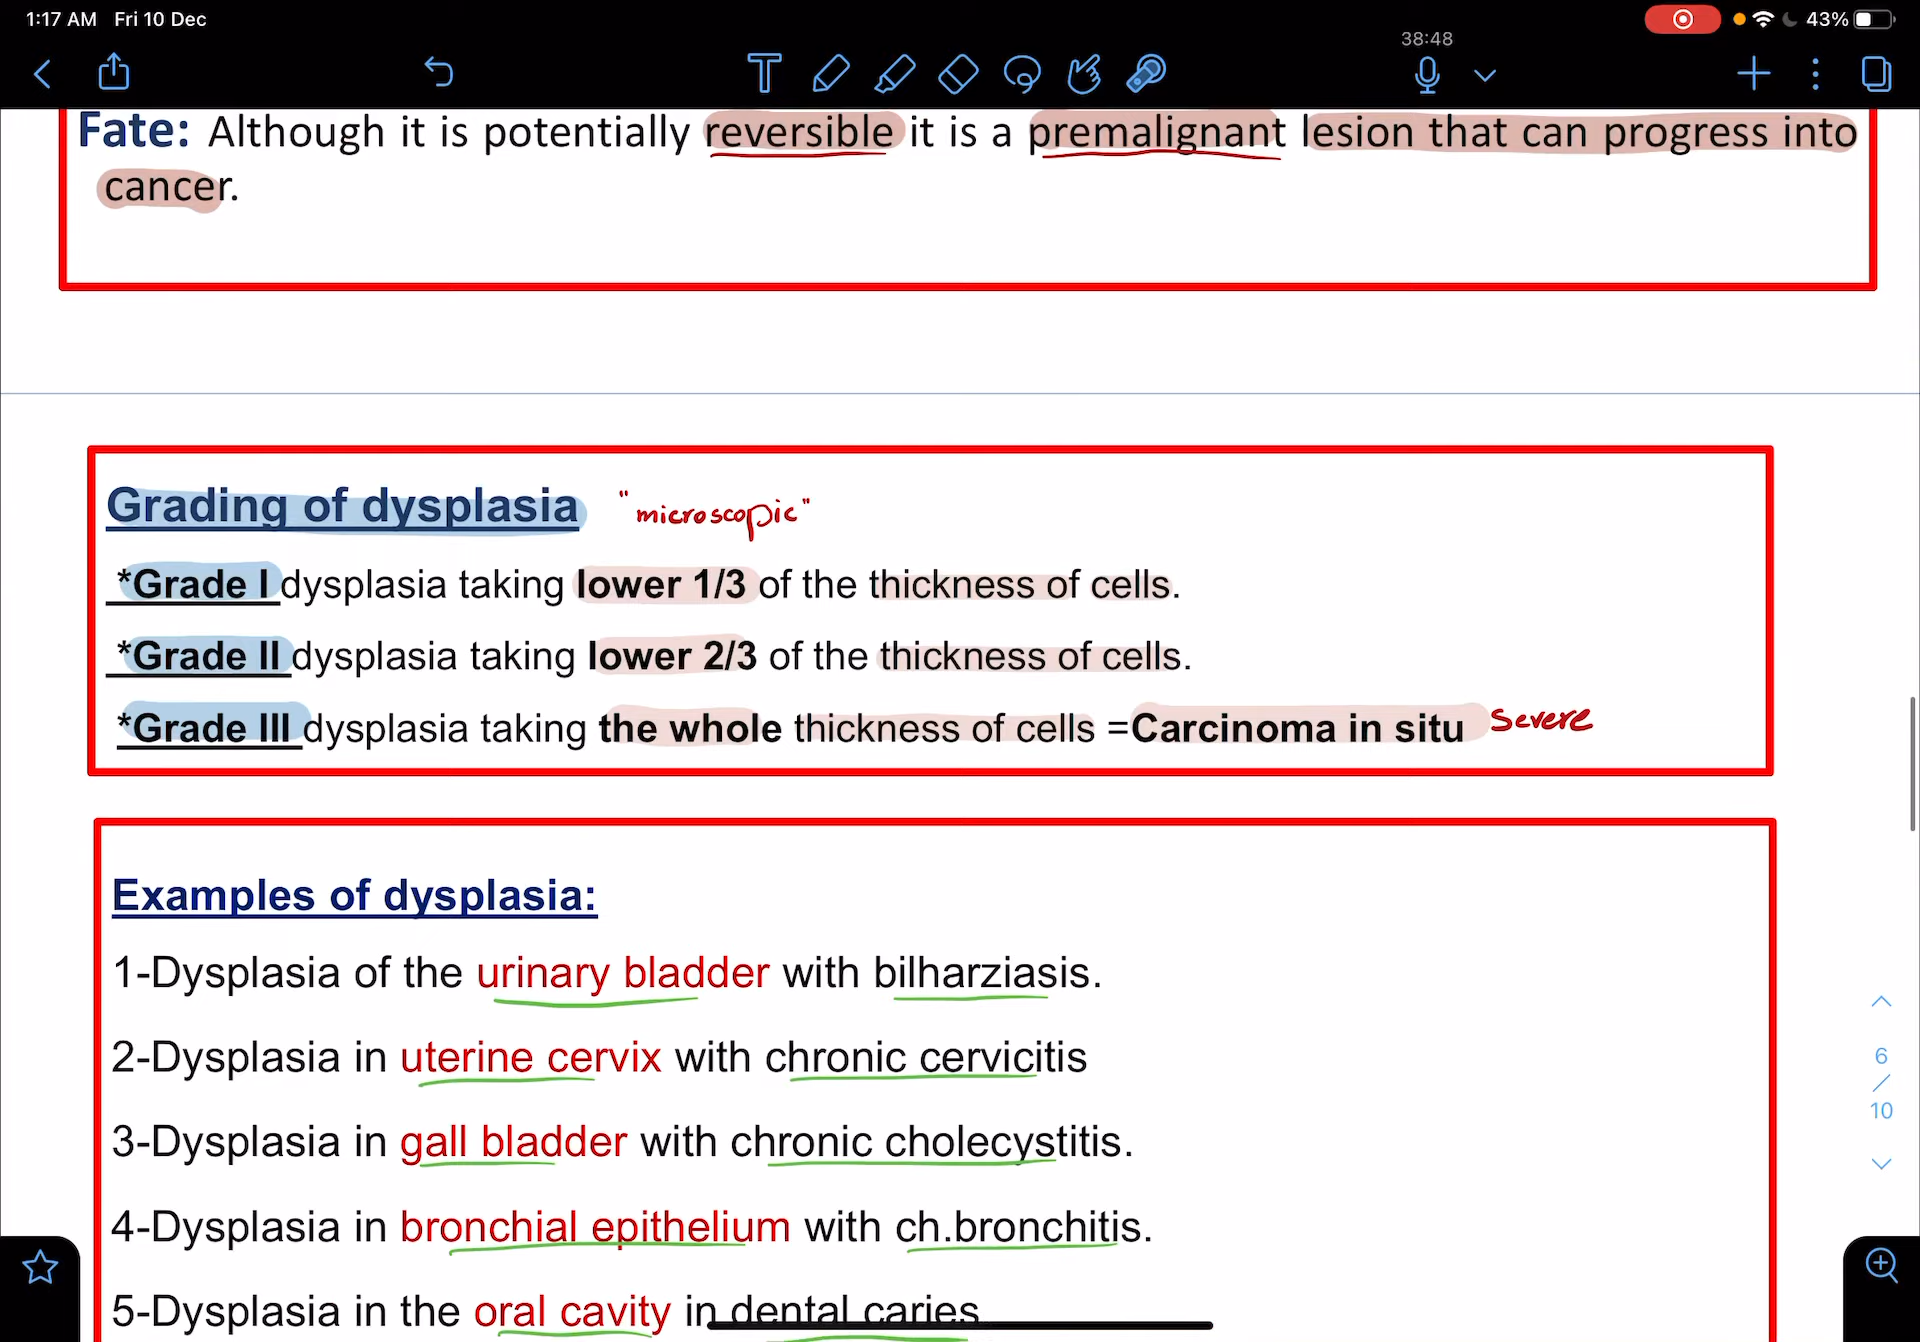 1:17 AM Fri 10 Dec
43%
38:48
Fate: Although it is potentially reversible it is a premalignant lesion that can progress into
cancer.
Grading of dysplasia "microscopic"
*Grade I dysplasia taking lower 1/3 of the thickness of cells.
*Grade II dysplasia taking lower 2/3 of the thickness of cells.
*Grade III dysplasia taking the whole thickness of cells =Carcinoma in situ Severe
Examples of dysplasia:
1-Dysplasia of the urinary bladder with bilharziasis.
2-Dysplasia in uterine cervix with chronic cervicitis
3-Dysplasia in gall bladder with chronic cholecystitis.
4-Dysplasia in bronchial epithelium with ch.bronchitis.
5-Dysplasia in the oral cavity in dental caries
6
/
10